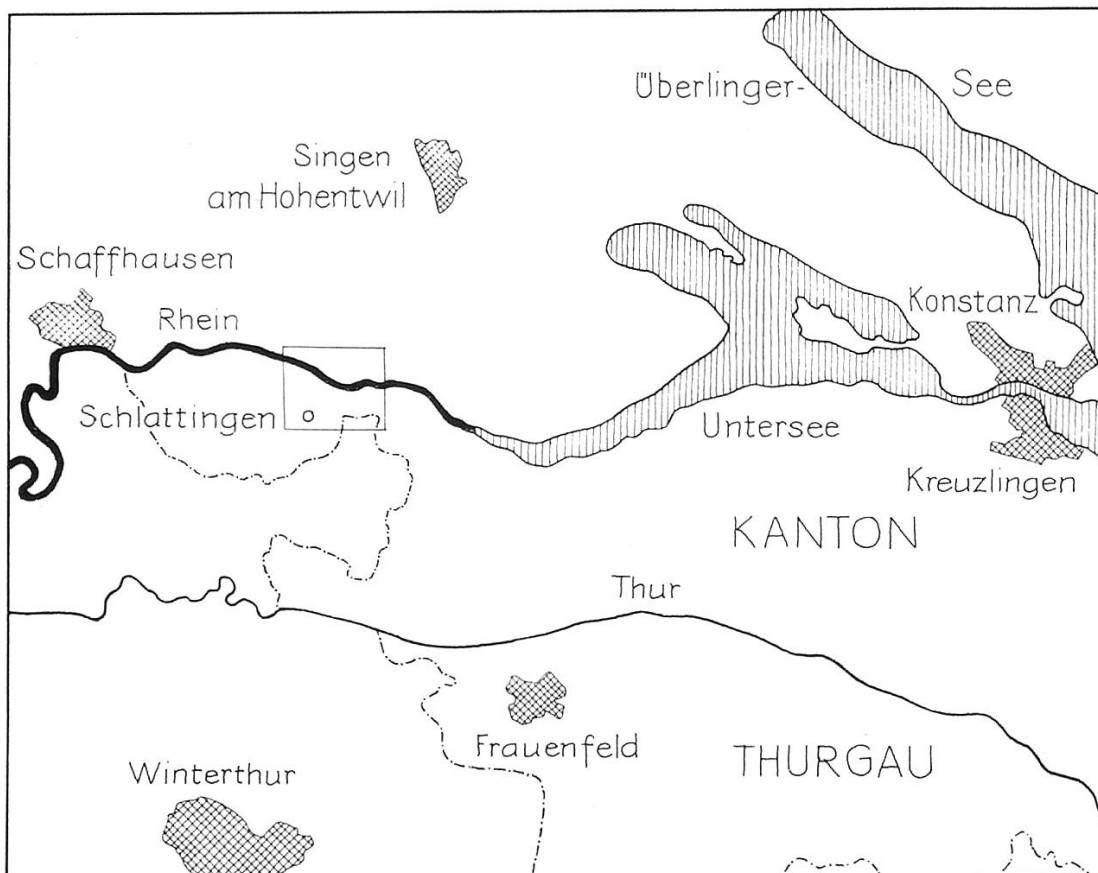 Überlinger- See
Singen
am Hohentwil
Schaffhausen
Rhein
Konstanz
Schlattingen
Untersee
Kreuzlingen
KANTON
Thur
Frauenfeld
THURGAU
Winterthur